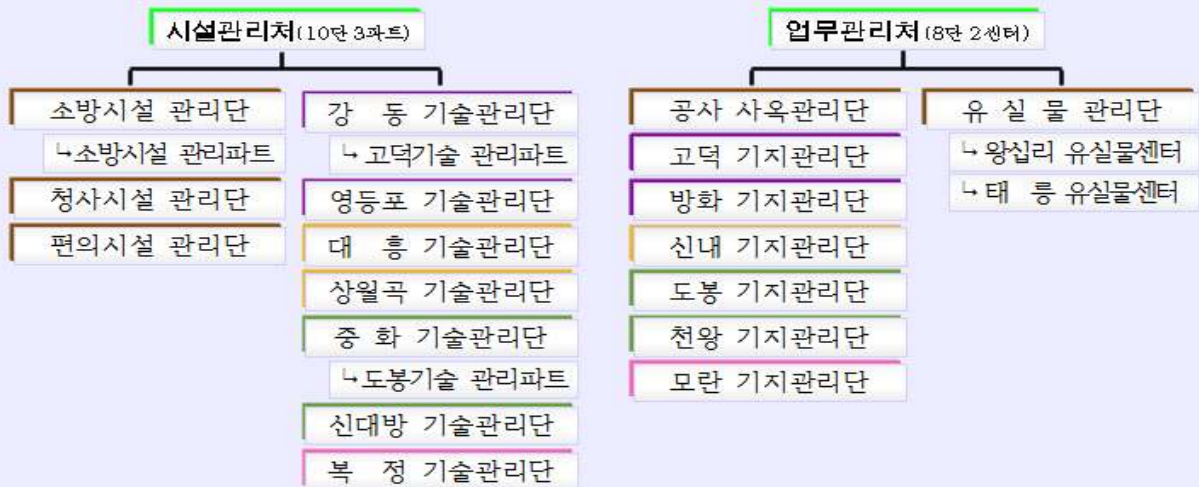 시설관리처(10단 3파트)
소방시설 관리단
↳소방시설 관리파트
청사시설 관리단
편의시설 관리단
강 동 기술관리단
↳고덕기술 관리파트
영등포 기술관리단
대 흥 기술관리단
상월곡 기술관리단
중 화 기술관리단
↳도봉기술 관리파트
신대방 기술관리단
복 정 기술관리단
업무관리처(8단 2센터)
공사 사옥관리단
고덕 기지관리단
방화 기지관리단
신내 기지관리단
도봉 기지관리단
천왕 기지관리단
모란 기지관리단
유 실 물 관리단
↳왕십리 유실물센터
↳태 릉 유실물센터